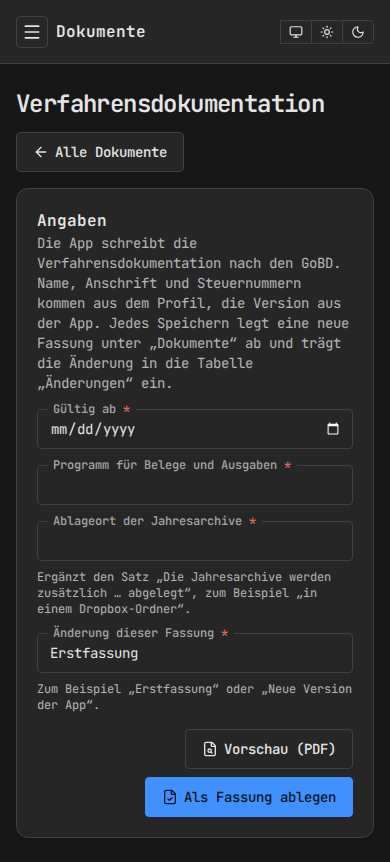 Dokumente
Verfahrensdokumentation
Alle Dokumente
Angaben
Die App schreibt die
Verfahrensdokumentation nach den GoBD.
Name, Anschrift und Steuernummern
kommen aus dem Profil, die Version aus
der App. Jedes Speichern legt eine neue
Fassung unter „Dokumente“ ab und trägt
die Änderung in die Tabelle
„Änderungen“ ein.
Gültig ab *
mm/dd/yyyy
Programm für Belege und Ausgaben *
Ablageort der Jahresarchive *
Ergänzt den Satz „Die Jahresarchive werden
zusätzlich … abgelegt“, zum Beispiel „in
einem Dropbox-Ordner“.
Änderung dieser Fassung *
Erstfassung
Zum Beispiel „Erstfassung“ oder „Neue Version
der App“.
Vorschau (PDF)
Als Fassung ablegen